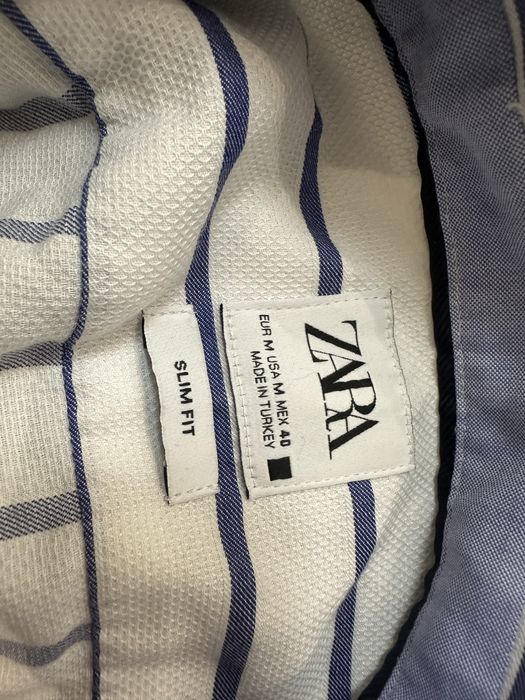 ZARA
EUR M USA M MEX 40
MADE IN TURKEY
SLIM FIT